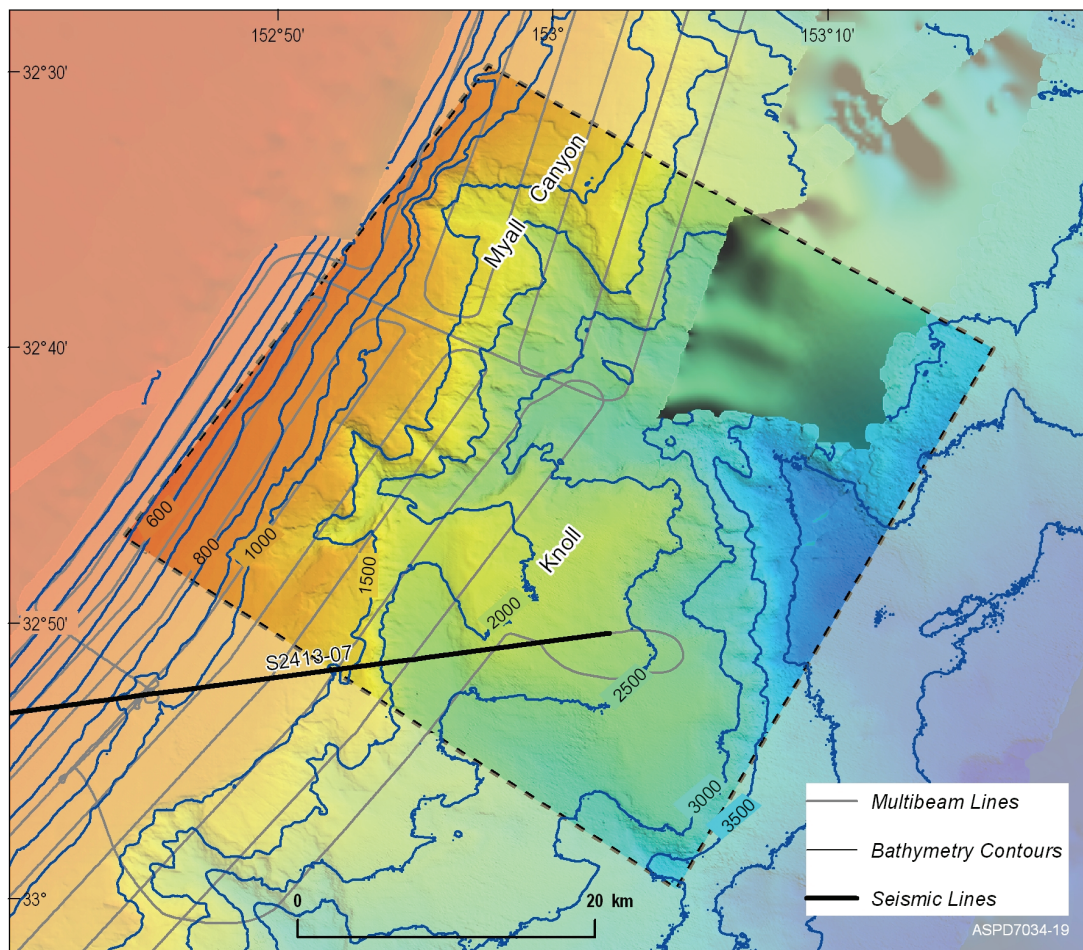 152°50'
153°
153°10'
32°30'
32°40'
32°50'
33°
Myall Canyon
Knoll
600
800
1000
1500
2000
2500
3000
3500
S2413-07
0
20 km
Multibeam Lines
Bathymetry Contours
Seismic Lines
ASPD7034-19